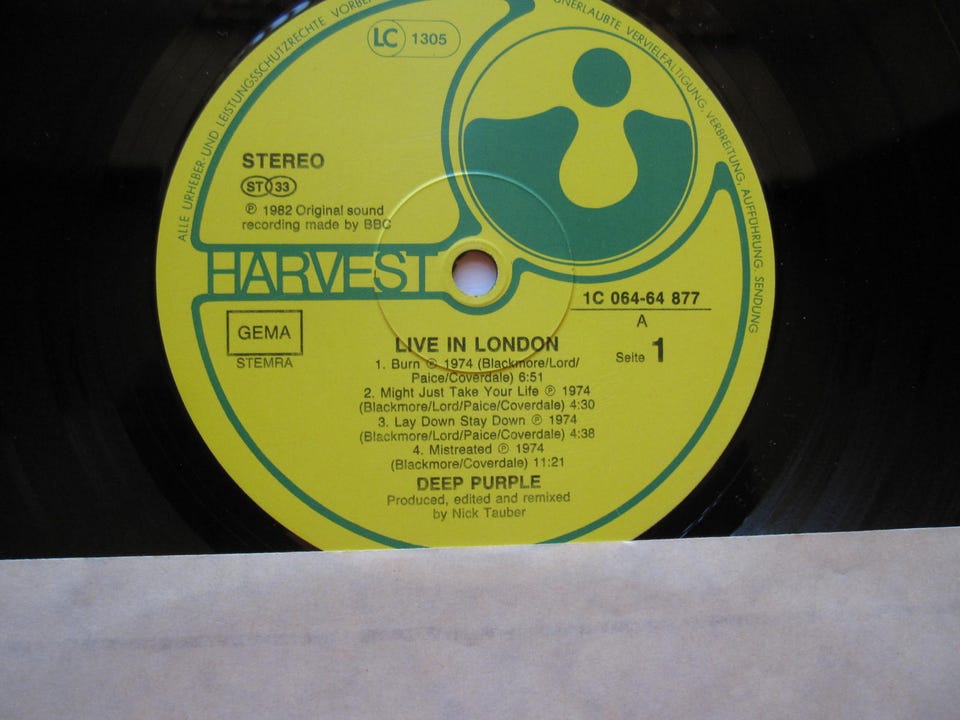 ALLE URHEBER- UND LEISTUNGSSCHUTZRECHTE
UNERLAUBTE VERVIELFÄLTIGUNG, VERBREITUNG, AUFFÜHRUNG, SENDUNG
LC 1305
STEREO
ST 33
℗ 1982 Original sound
recording made by BBC
HARVEST
GEMA
STEMRA
1C 064-64 877
A
Seite 1
LIVE IN LONDON
1. Burn ℗ 1974 (Blackmore/Lord/
Paice/Coverdale) 6:51
2. Might Just Take Your Life ℗ 1974
(Blackmore/Lord/Paice/Coverdale) 4:30
3. Lay Down Stay Down ℗ 1974
(Blackmore/Lord/Paice/Coverdale) 4:38
4. Mistreated ℗ 1974
(Blackmore/Coverdale) 11:21
DEEP PURPLE
Produced, edited and remixed
by Nick Tauber